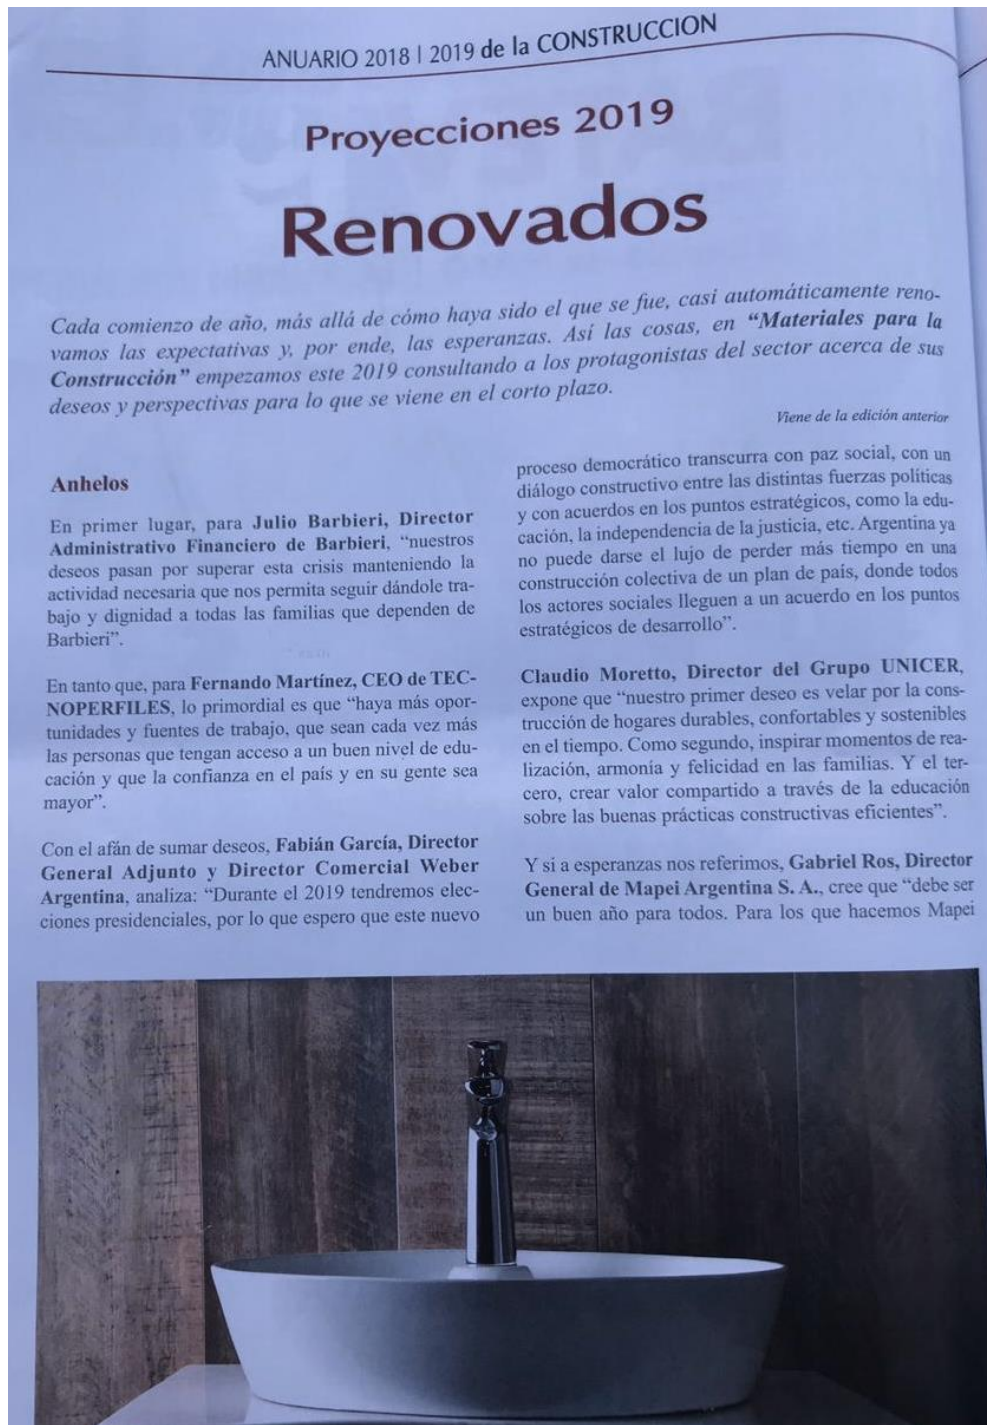 ANUARIO 2018 | 2019 de la CONSTRUCCION
Proyecciones 2019
Renovados
Cada comienzo de año, más allá de cómo haya sido el que se fue, casi automáticamente reno-
vamos las expectativas y, por ende, las esperanzas. Así las cosas, en “Materiales para la
Construcción” empezamos este 2019 consultando a los protagonistas del sector acerca de sus
deseos y perspectivas para lo que se viene en el corto plazo.
Viene de la edición anterior
Anhelos
En primer lugar, para Julio Barbieri, Director
Administrativo Financiero de Barbieri, “nuestros
deseos pasan por superar esta crisis manteniendo la
actividad necesaria que nos permita seguir dándole tra-
bajo y dignidad a todas las familias que dependen de
Barbieri”.
En tanto que, para Fernando Martínez, CEO de TEC-
NOPERFILES, lo primordial es que “haya más opor-
tunidades y fuentes de trabajo, que sean cada vez más
las personas que tengan acceso a un buen nivel de edu-
cación y que la confianza en el país y en su gente sea
mayor”.
Con el afán de sumar deseos, Fabián García, Director
General Adjunto y Director Comercial Weber
Argentina, analiza: “Durante el 2019 tendremos elec-
ciones presidenciales, por lo que espero que este nuevo
proceso democrático transcurra con paz social, con un
diálogo constructivo entre las distintas fuerzas políticas
y con acuerdos en los puntos estratégicos, como la edu-
cación, la independencia de la justicia, etc. Argentina ya
no puede darse el lujo de perder más tiempo en una
construcción colectiva de un plan de país, donde todos
los actores sociales lleguen a un acuerdo en los puntos
estratégicos de desarrollo”.
Claudio Moretto, Director del Grupo UNICER,
expone que “nuestro primer deseo es velar por la cons-
trucción de hogares durables, confortables y sostenibles
en el tiempo. Como segundo, inspirar momentos de rea-
lización, armonía y felicidad en las familias. Y el ter-
cero, crear valor compartido a través de la educación
sobre las buenas prácticas constructivas eficientes”.
Y si a esperanzas nos referimos, Gabriel Ros, Director
General de Mapei Argentina S. A., cree que “debe ser
un buen año para todos. Para los que hacemos Mapei